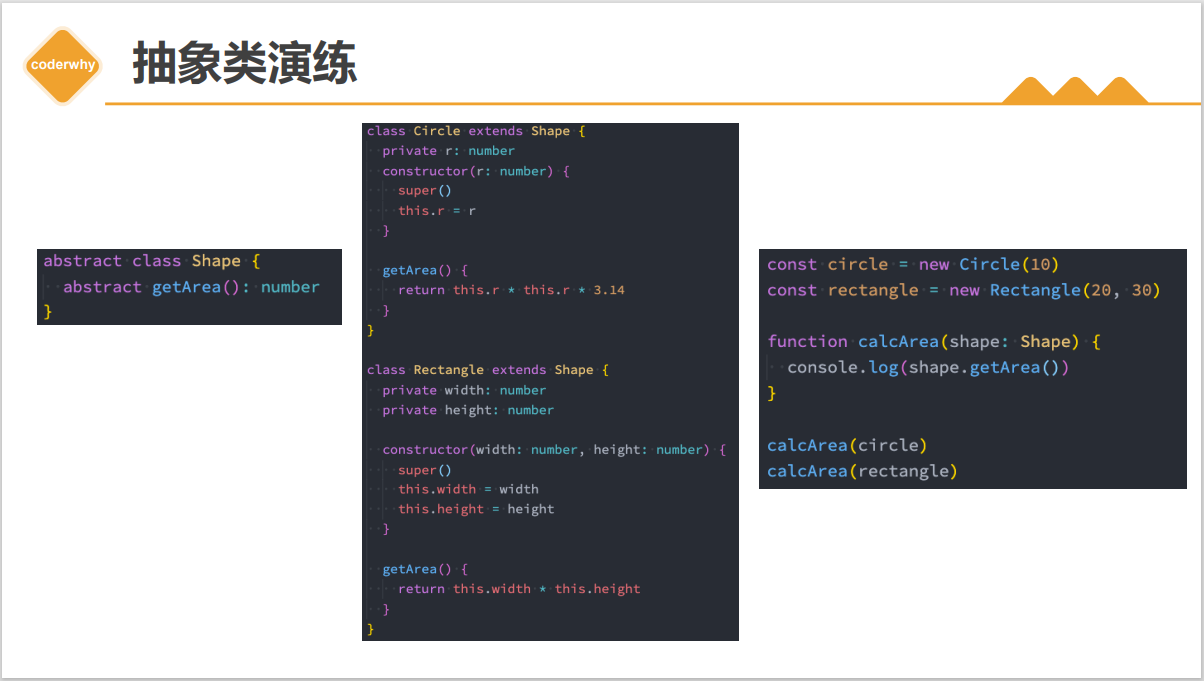 coderwhy
抽象类演练
abstract class Shape {
  abstract getArea(): number
}
class Circle extends Shape {
  private r: number
  constructor(r: number) {
    super()
    this.r = r
  }

  getArea() {
    return this.r * this.r * 3.14
  }
}

class Rectangle extends Shape {
  private width: number
  private height: number

  constructor(width: number, height: number) {
    super()
    this.width = width
    this.height = height
  }

  getArea() {
    return this.width * this.height
  }
}
const circle = new Circle(10)
const rectangle = new Rectangle(20, 30)

function calcArea(shape: Shape) {
  console.log(shape.getArea())
}

calcArea(circle)
calcArea(rectangle)